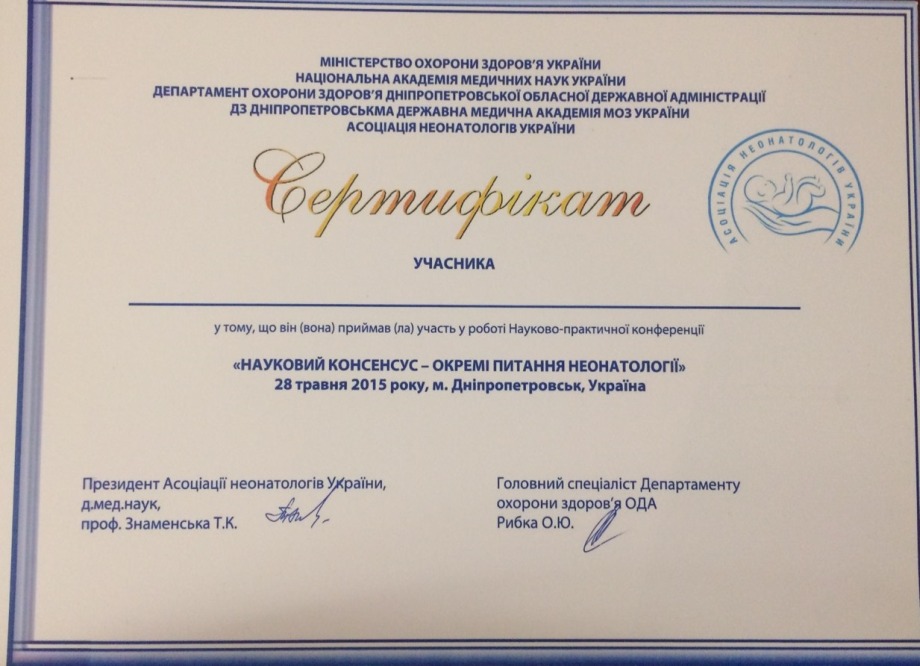 МІНІСТЕРСТВО ОХОРОНИ ЗДОРОВ'Я УКРАЇНИ
НАЦІОНАЛЬНА АКАДЕМІЯ МЕДИЧНИХ НАУК УКРАЇНИ
ДЕПАРТАМЕНТ ОХОРОНИ ЗДОРОВ'Я ДНІПРОПЕТРОВСЬКОЇ ОБЛАСНОЇ ДЕРЖАВНОЇ АДМІНІСТРАЦІЇ
ДЗ ДНІПРОПЕТРОВСЬКМА ДЕРЖАВНА МЕДИЧНА АКАДЕМІЯ МОЗ УКРАЇНИ
АСОЦІАЦІЯ НЕОНАТОЛОГІВ УКРАЇНИ
АСОЦІАЦІЯ НЕОНАТОЛОГІВ УКРАЇНИ
Сертифікат
УЧАСНИКА
у тому, що він (вона) приймав (ла) участь у роботі Науково-практичної конференції
«НАУКОВИЙ КОНСЕНСУС – ОКРЕМІ ПИТАННЯ НЕОНАТОЛОГІЇ»
28 травня 2015 року, м. Дніпропетровськ, Україна
Президент Асоціації неонатологів України,
д.мед.наук,
проф. Знаменська Т.К.
Головний спеціаліст Департаменту
охорони здоров'я ОДА
Рибка О.Ю.